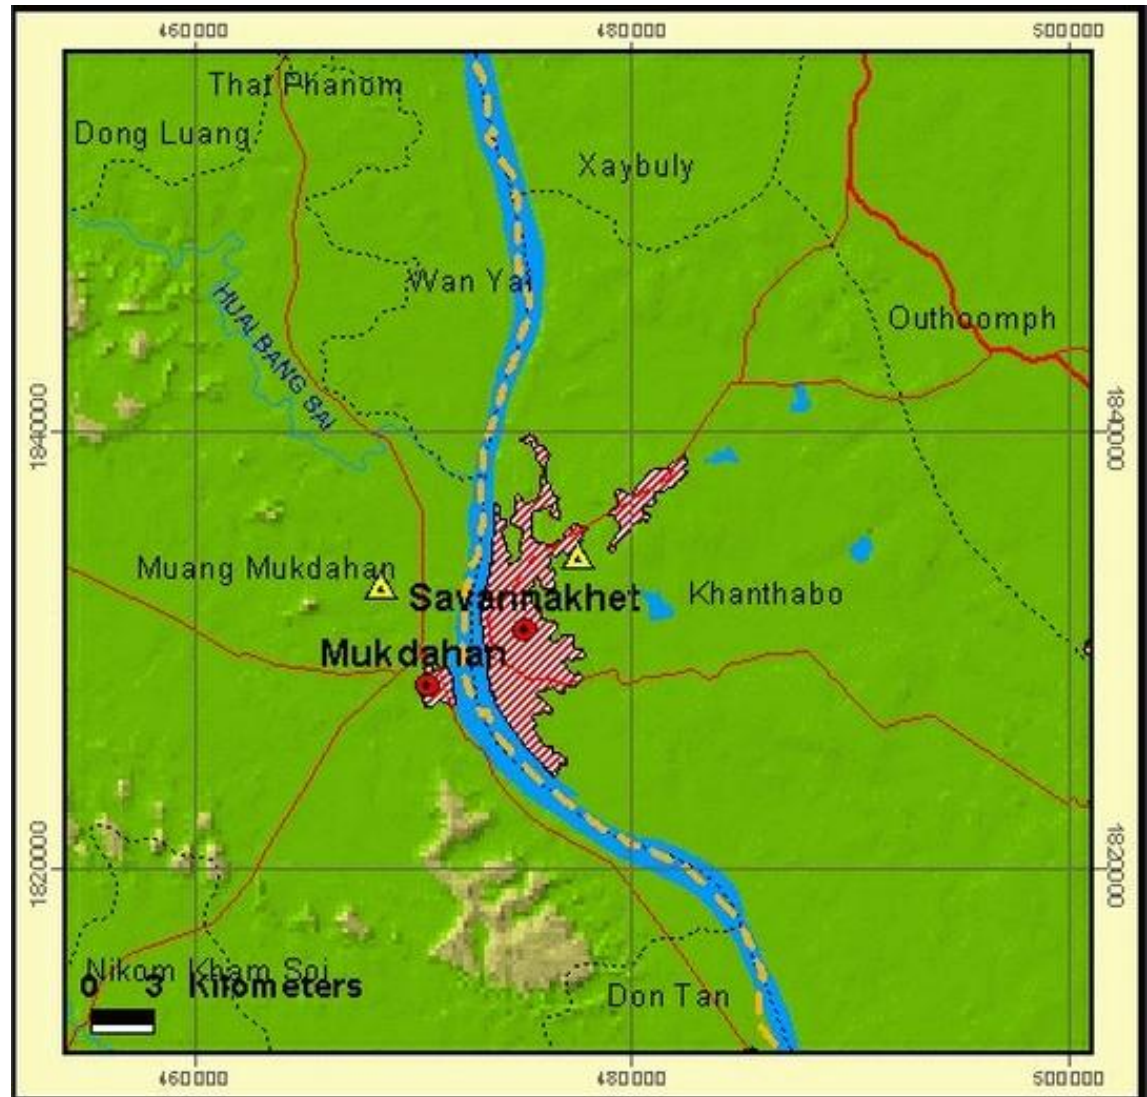 460000 480000 500000
That Phanom
Dong Luang
Xaybuly
Wan Yai
HUAI BANG SAI
Outhoomph
1840000
1840000
Muang Mukdahan
Savannakhet
Khanthabo
Mukdahan
1820000
1820000
Nikom Kham Soi
0 3 Kilometers
Don Tan
460000 480000 500000